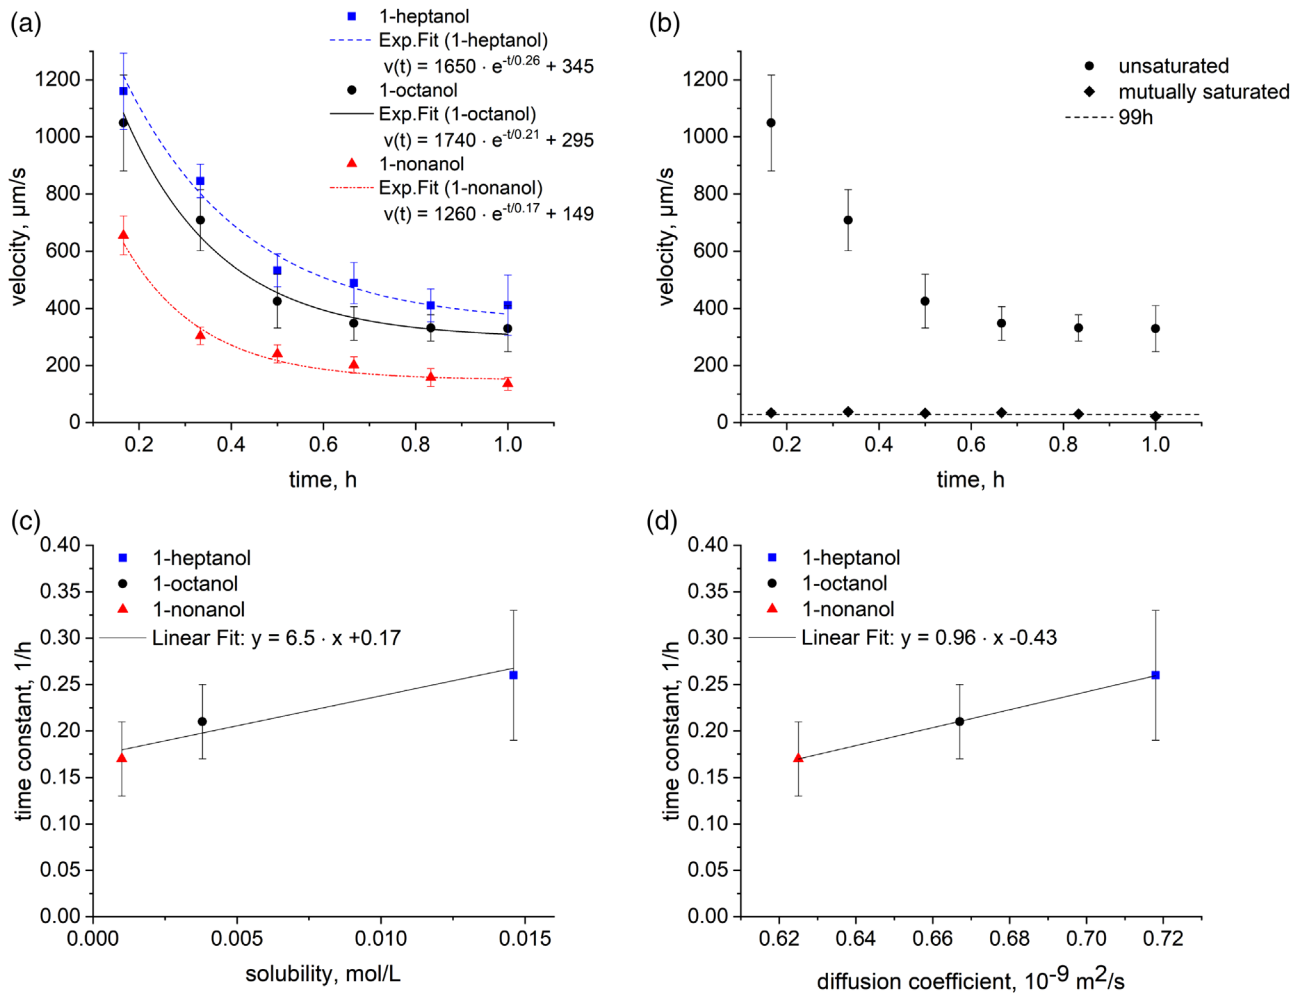 (a)
1-heptanol
Exp.Fit (1-heptanol)
v(t) = 1650 · e^-t/0.26 + 345
1-octanol
Exp.Fit (1-octanol)
v(t) = 1740 · e^-t/0.21 + 295
1-nonanol
Exp.Fit (1-nonanol)
v(t) = 1260 · e^-t/0.17 + 149
velocity, µm/s
1200
1000
800
600
400
200
0
0.2
0.4
0.6
0.8
1.0
time, h
(b)
unsaturated
mutually saturated
99h
velocity, µm/s
1200
1000
800
600
400
200
0
0.2
0.4
0.6
0.8
1.0
time, h
(c)
1-heptanol
1-octanol
1-nonanol
Linear Fit: y = 6.5 · x +0.17
time constant, 1/h
0.40
0.35
0.30
0.25
0.20
0.15
0.10
0.05
0.00
0.000
0.005
0.010
0.015
solubility, mol/L
(d)
1-heptanol
1-octanol
1-nonanol
Linear Fit: y = 0.96 · x -0.43
time constant, 1/h
0.40
0.35
0.30
0.25
0.20
0.15
0.10
0.05
0.00
0.62
0.64
0.66
0.68
0.70
0.72
diffusion coefficient, 10^-9 m^2/s